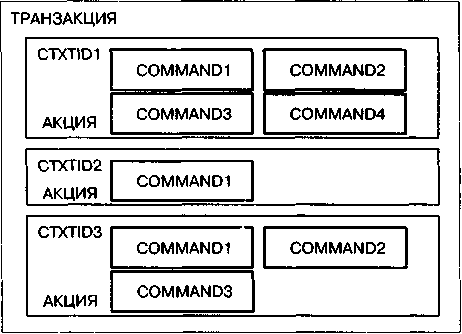 ТРАНЗАКЦИЯ
CTXTID1
COMMAND1 COMMAND2
АКЦИЯ COMMAND3 COMMAND4
CTXTID2
АКЦИЯ COMMAND1
CTXTID3
COMMAND1 COMMAND2
АКЦИЯ COMMAND3